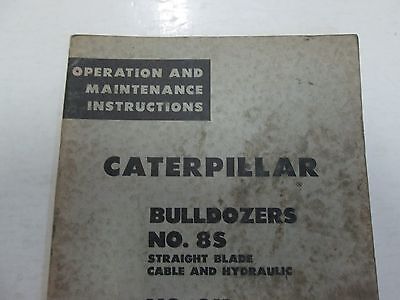 OPERATION AND
MAINTENANCE
INSTRUCTIONS
CATERPILLAR
BULLDOZERS
NO. 8S
STRAIGHT BLADE
CABLE AND HYDRAULIC